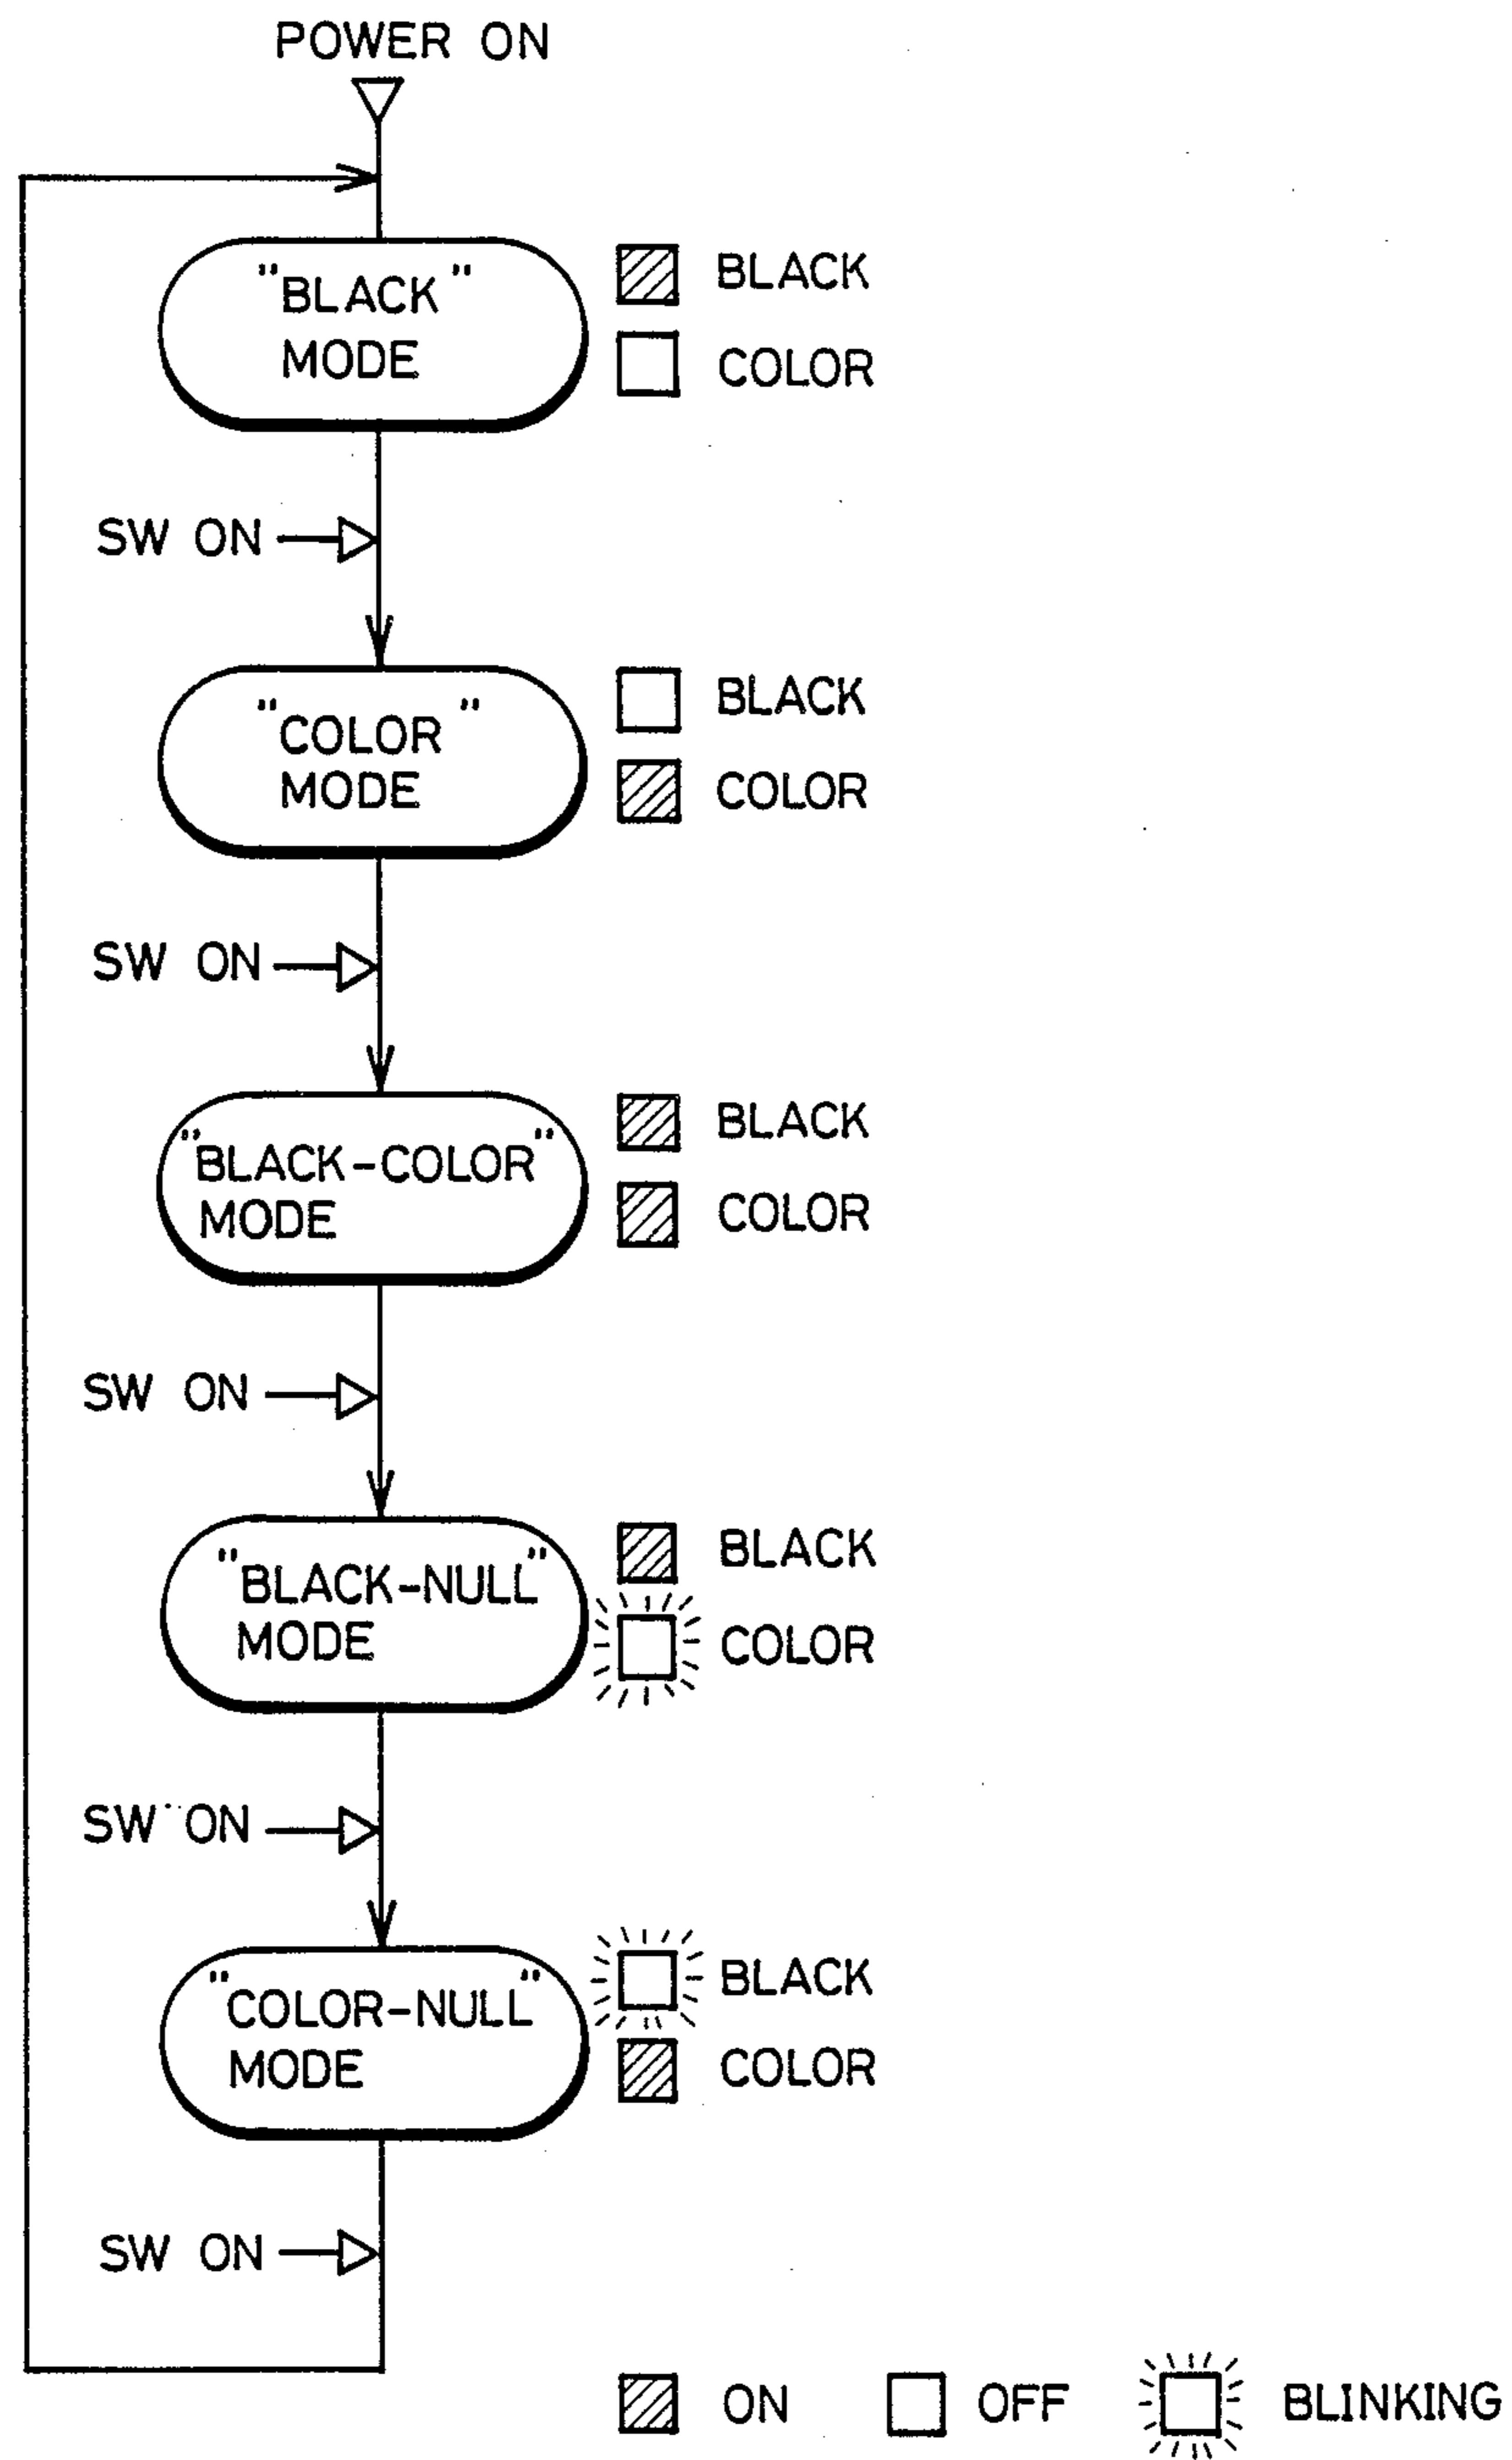 POWER ON
"BLACK"
MODE
BLACK
COLOR
SW ON
"COLOR"
MODE
BLACK
COLOR
SW ON
"BLACK-COLOR"
MODE
BLACK
COLOR
SW ON
"BLACK-NULL"
MODE
BLACK
COLOR
SW ON
"COLOR-NULL"
MODE
BLACK
COLOR
SW ON
ON OFF BLINKING